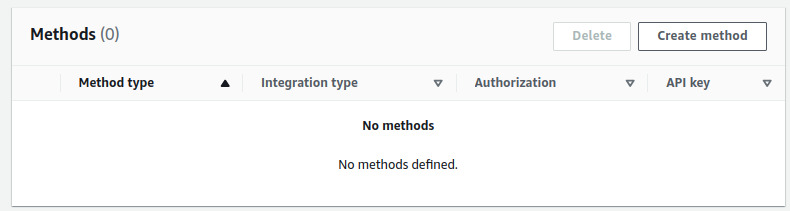 Methods (0)
Delete
Create method
Method type
Integration type
Authorization
API key
No methods
No methods defined.